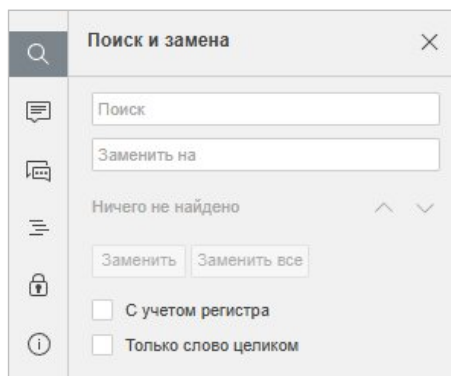 Поиск и замена
Поиск
Заменить на
Ничего не найдено
Заменить Заменить все
С учетом регистра
Только слово целиком